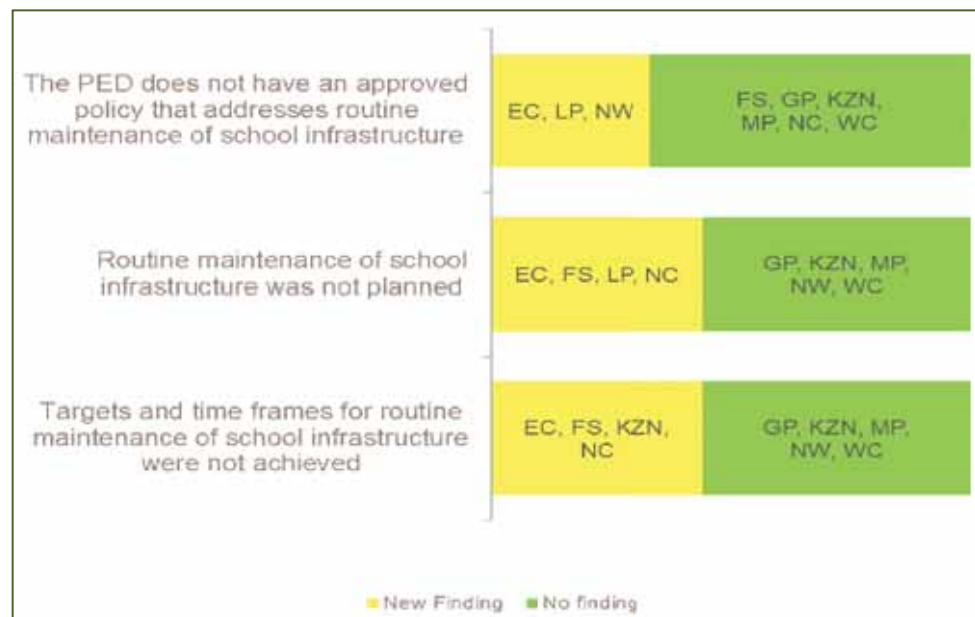 The PED does not have an approved
policy that addresses routine
maintenance of school infrastructure
EC, LP, NW
FS, GP, KZN,
MP, NC, WC
Routine maintenance of school
infrastructure was not planned
EC, FS, LP, NC
GP, KZN, MP,
NW, WC
Targets and time frames for routine
maintenance of school infrastructure
were not achieved
EC, FS, KZN,
NC
GP, KZN, MP,
NW, WC
New Finding
No finding